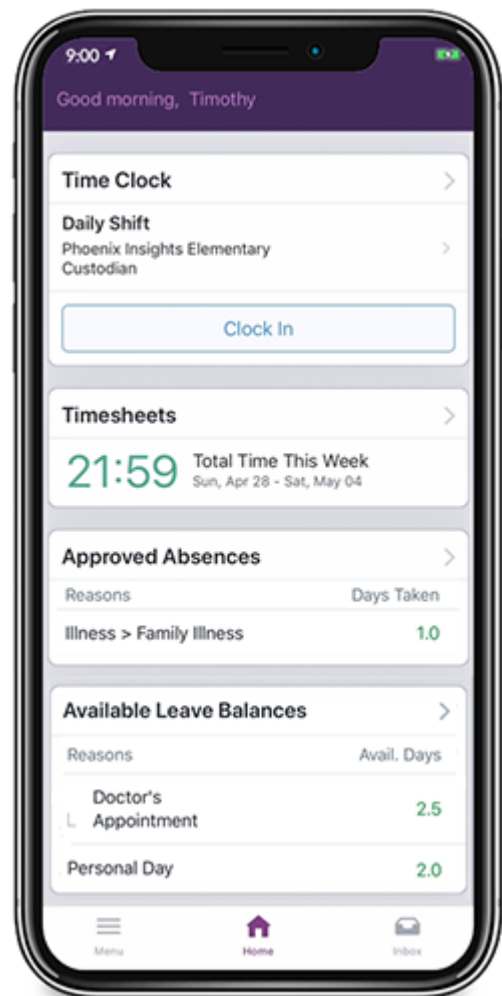 9:00
Good morning, Timothy
Time Clock
Daily Shift
Phoenix Insights Elementary
Custodian
Clock In
Timesheets
21:59
Total Time This Week
Sun, Apr 28 - Sat, May 04
Approved Absences
Reasons Days Taken
Illness > Family Illness 1.0
Available Leave Balances
Reasons Avail. Days
Doctor's
Appointment
2.5
Personal Day 2.0
Menu Home Inbox